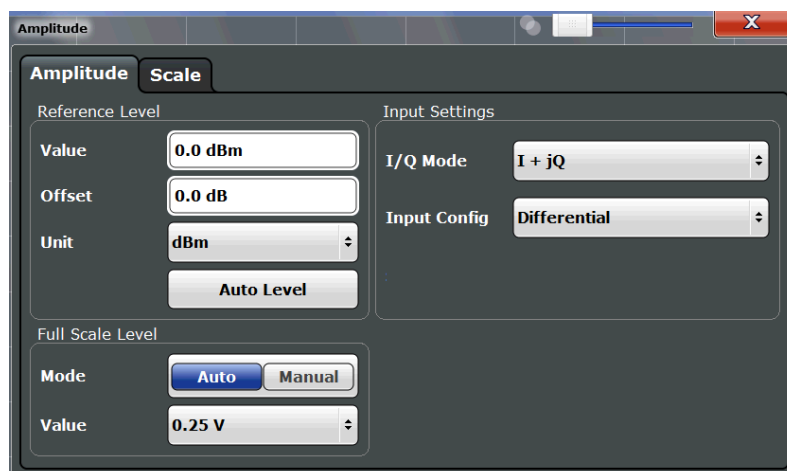 Amplitude
X
Amplitude Scale
Reference Level
Value 0.0 dBm
Offset 0.0 dB
Unit dBm
Auto Level
Input Settings
I/Q Mode I + jQ
Input Config Differential
Full Scale Level
Mode Auto Manual
Value 0.25 V